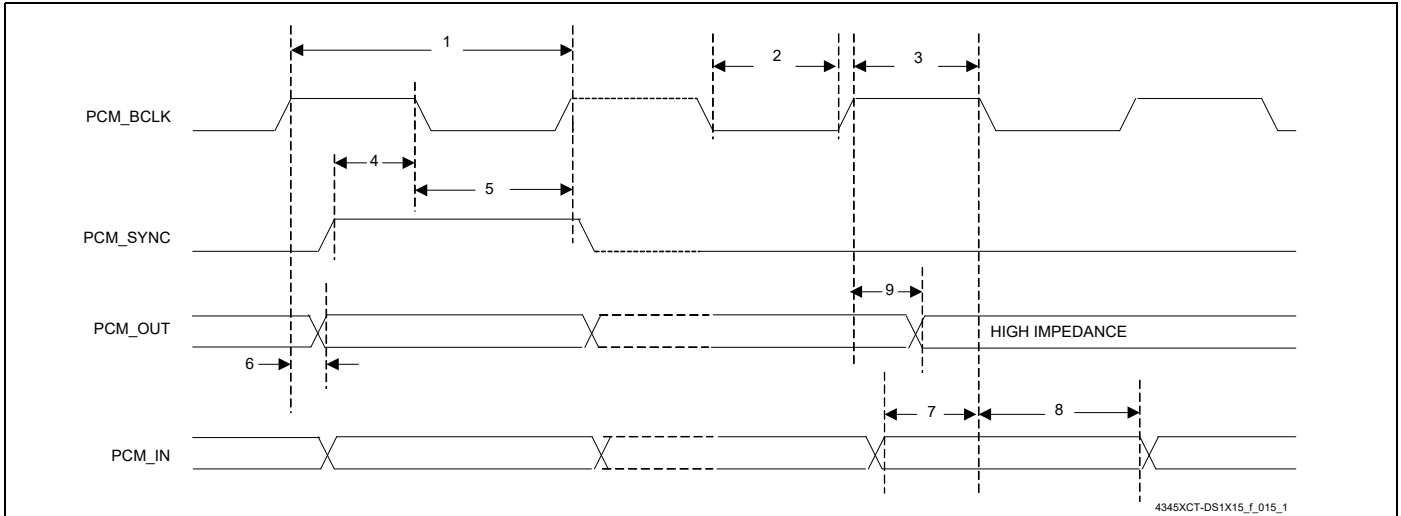 1
2
3
PCM_BCLK
4
5
PCM_SYNC
9
PCM_OUT
HIGH IMPEDANCE
6
7
8
PCM_IN
4345XCT-DS1X15_f_015_1